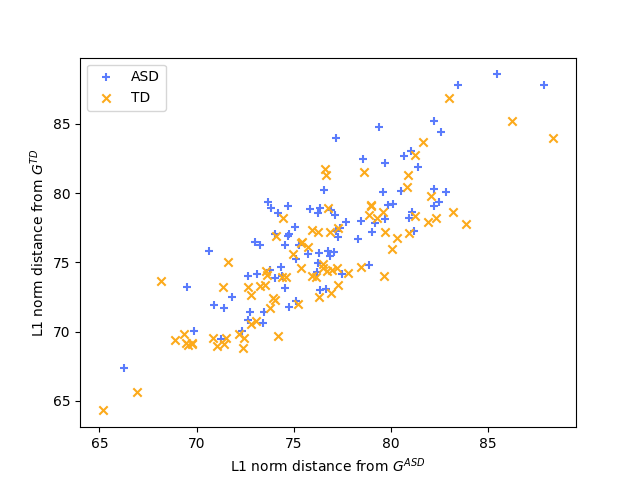 ASD
TD
85
80
75
70
65
L1 norm distance from G^{TD}
65 70 75 80 85
L1 norm distance from G^{ASD}